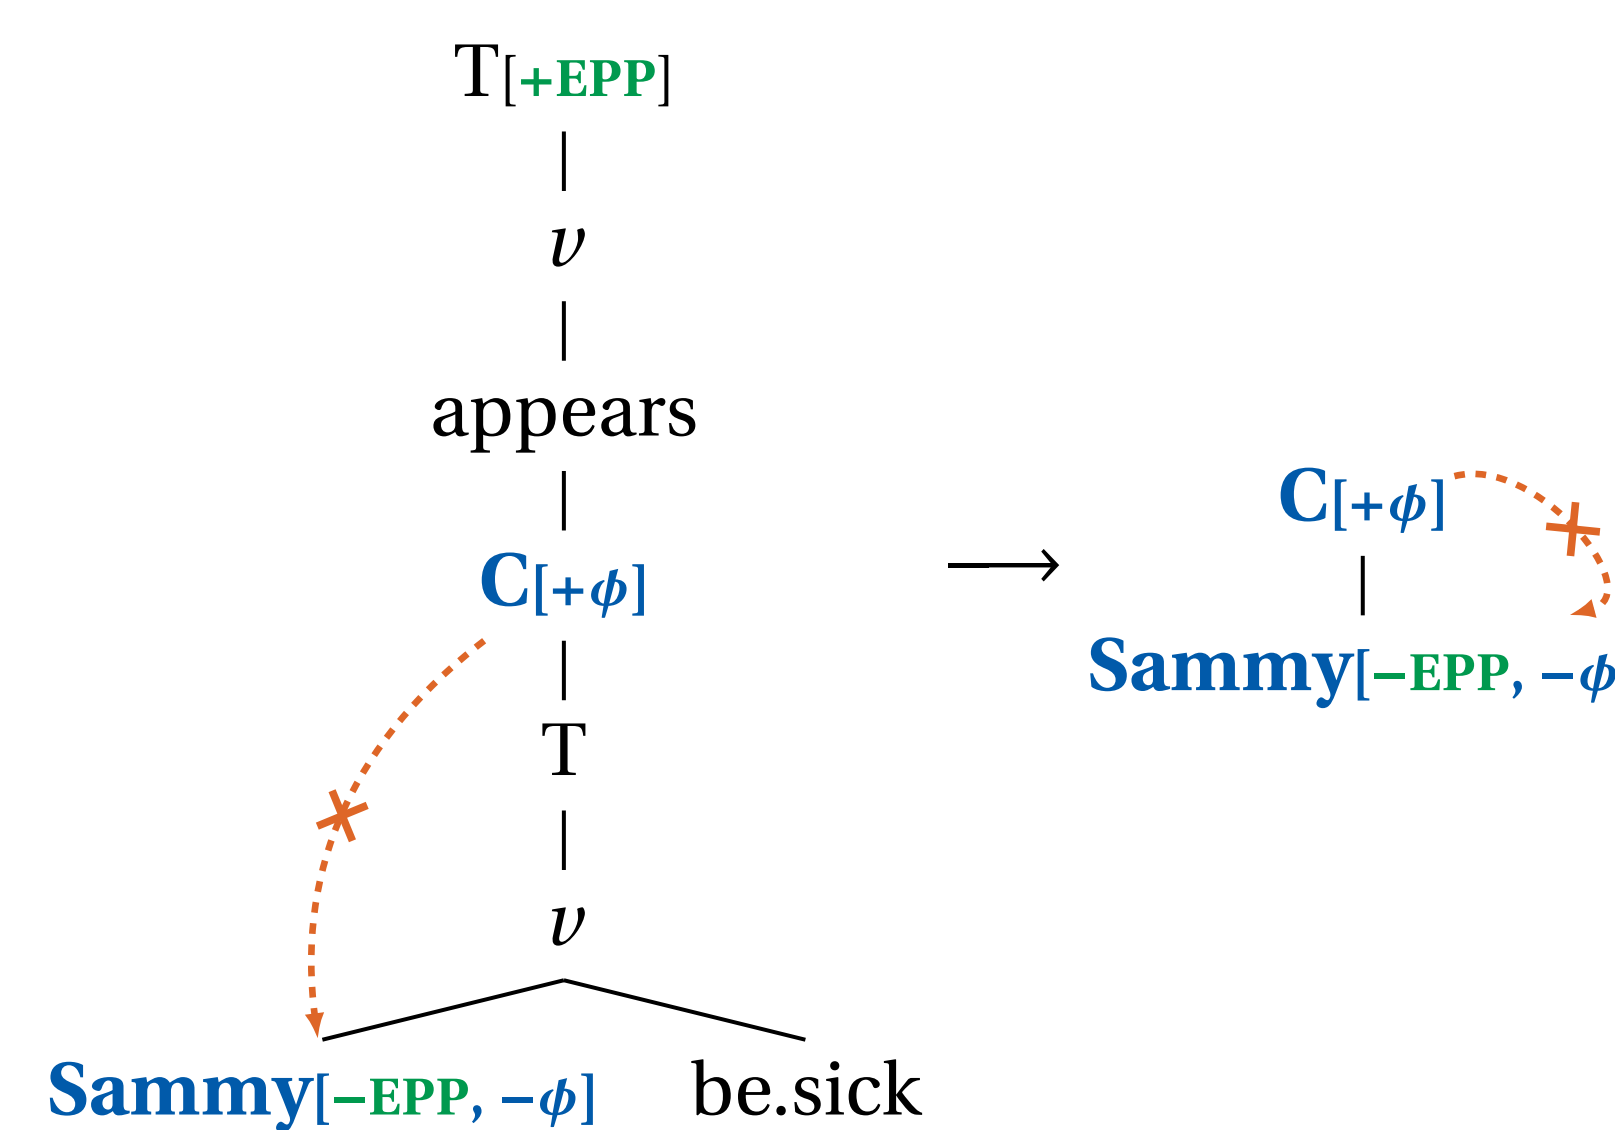 T[+EPP]
v
appears
C[+ϕ]
T
v
Sammy[−EPP, −ϕ] be.sick
C[+ϕ]
Sammy[−EPP, −ϕ